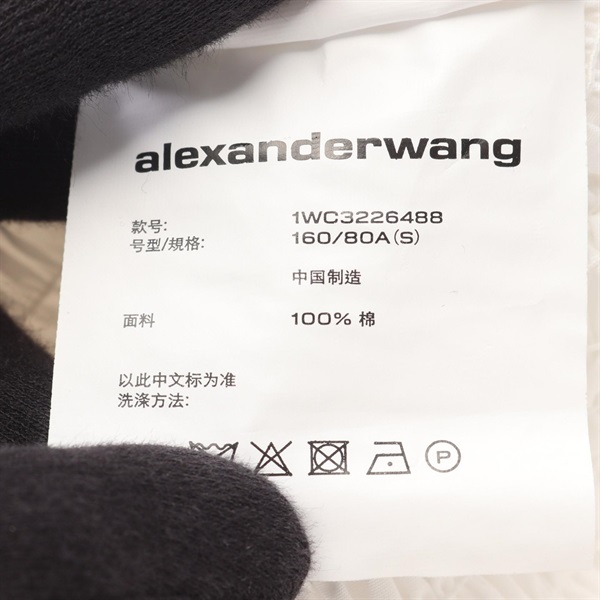 alexanderwang
款号: 1WC3226488
号型/規格: 160/80A(S)
中国制造
面料 100% 棉
以此中文标为准
洗涤方法:
P